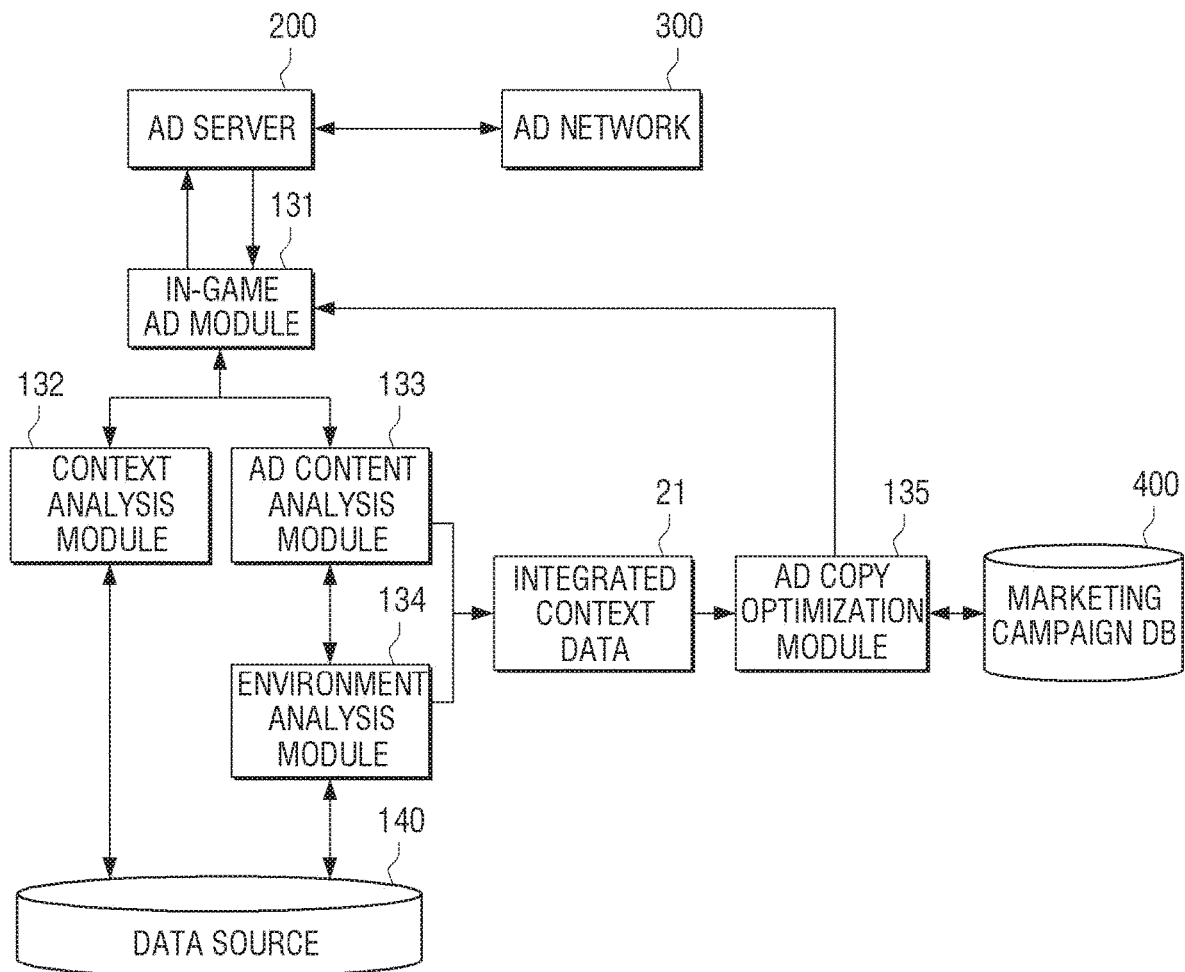 200
300
AD SERVER
AD NETWORK
131
IN-GAME
AD MODULE
132
133
CONTEXT
ANALYSIS
MODULE
AD CONTENT
ANALYSIS
MODULE
21
135
400
INTEGRATED
CONTEXT
DATA
AD COPY
OPTIMIZATION
MODULE
MARKETING
CAMPAIGN DB
134
ENVIRONMENT
ANALYSIS
MODULE
140
DATA SOURCE